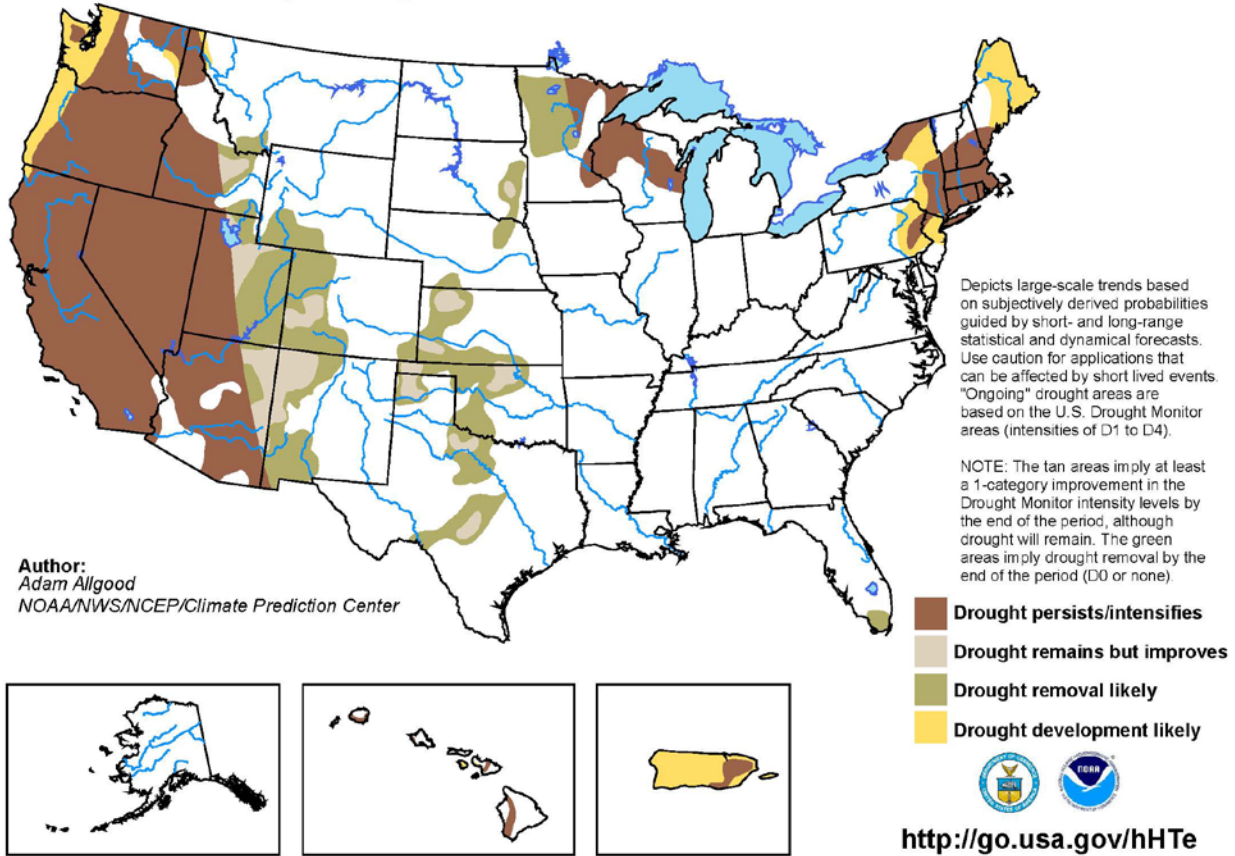 Depicts large-scale trends based
on subjectively derived probabilities
guided by short- and long-range
statistical and dynamical forecasts.
Use caution for applications that
can be affected by short lived events.
"Ongoing" drought areas are
based on the U.S. Drought Monitor
areas (intensities of D1 to D4).
NOTE: The tan areas imply at least
a 1-category improvement in the
Drought Monitor intensity levels by
the end of the period, although
drought will remain. The green
areas imply drought removal by the
end of the period (D0 or none).
Author:
Adam Allgood
NOAA/NWS/NCEP/Climate Prediction Center
Drought persists/intensifies
Drought remains but improves
Drought removal likely
Drought development likely
NOAA
http://go.usa.gov/hHTe